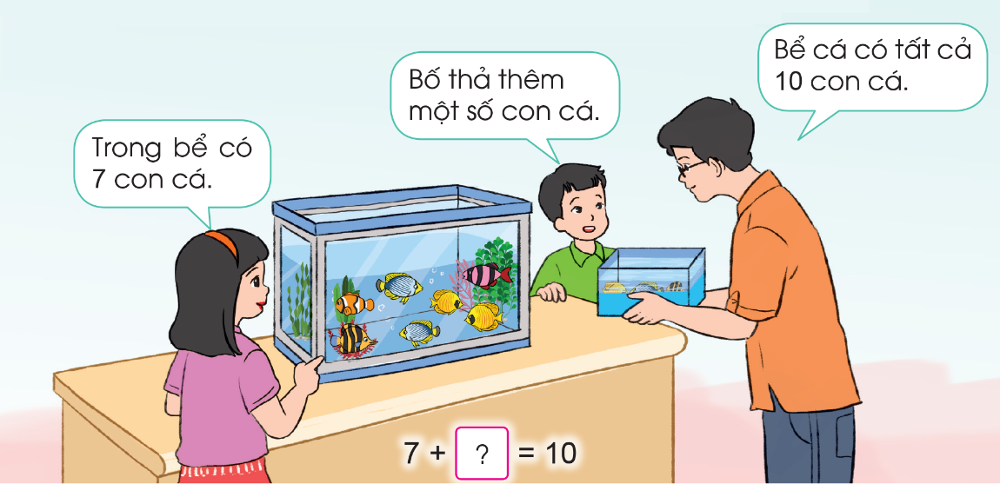 Trong bể có
7 con cá.
Bố thả thêm
một số con cá.
Bể cá có tất cả
10 con cá.
7 + ? = 10